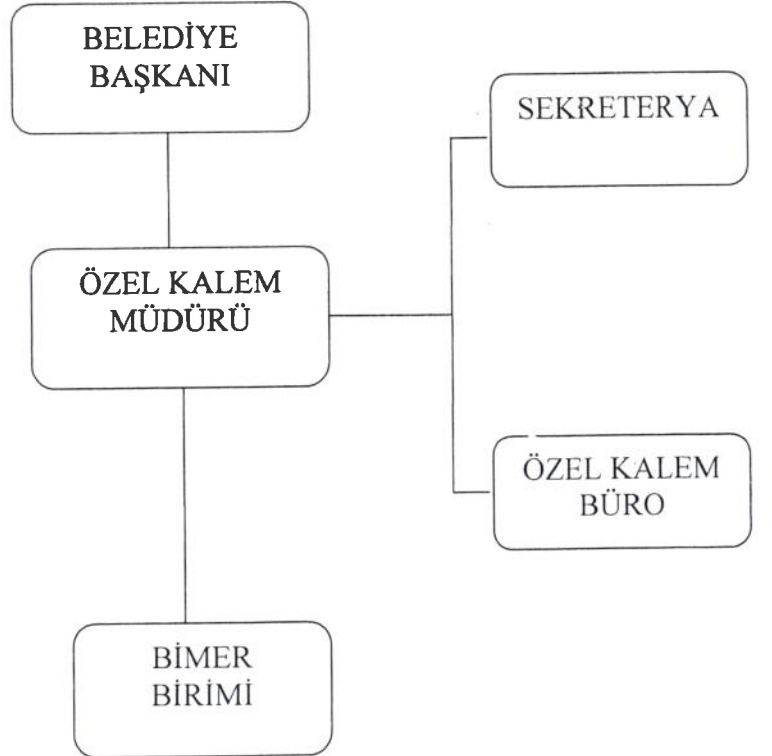 BELEDİYE
BAŞKANI
SEKRETERYA
ÖZEL KALEM
MÜDÜRÜ
ÖZEL KALEM
BÜRO
BİMER
BİRİMİ